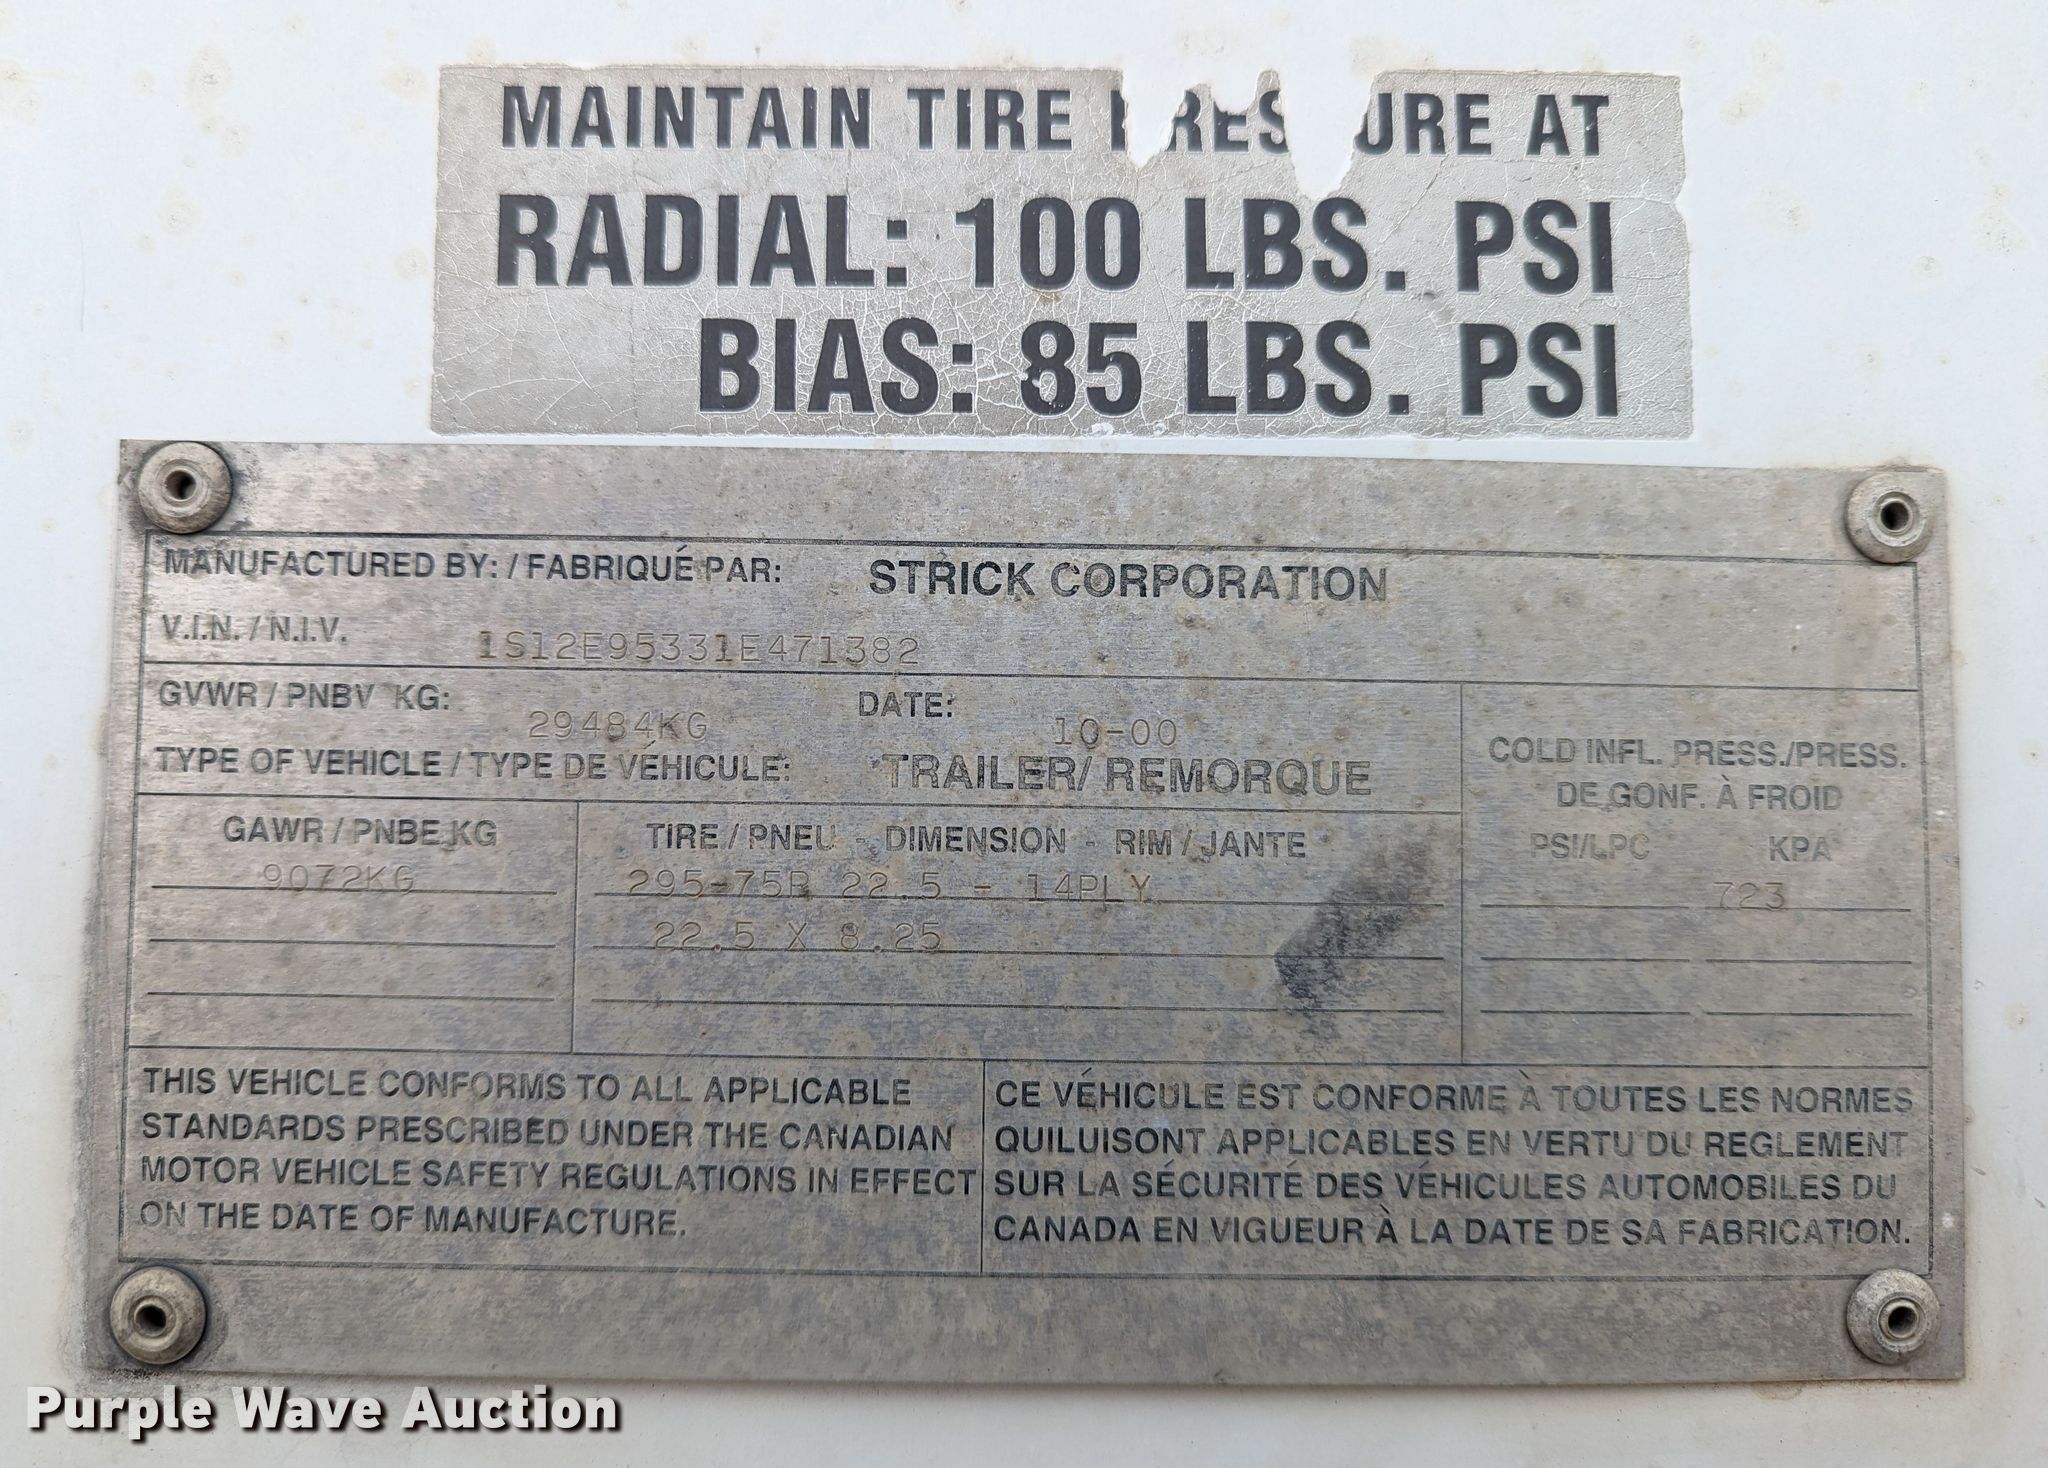 MAINTAIN TIRE PRESSURE AT
RADIAL: 100 LBS. PSI
BIAS: 85 LBS. PSI
MANUFACTURED BY: / FABRIQUÉ PAR: STRICK CORPORATION
V.I.N. / N.I.V. 1S12E95331E471382
GVWR / PNBV KG: 29484KG DATE: 10-00
TYPE OF VEHICLE / TYPE DE VÉHICULE: TRAILER/ REMORQUE
COLD INFL. PRESS./PRESS.
DE GONF. À FROID
PSI/LPC KPA
GAWR / PNBE KG TIRE / PNEU - DIMENSION - RIM / JANTE
9072KG 295-75R 22.5 - 14PLY 723
22.5 X 8.25
THIS VEHICLE CONFORMS TO ALL APPLICABLE
STANDARDS PRESCRIBED UNDER THE CANADIAN
MOTOR VEHICLE SAFETY REGULATIONS IN EFFECT
ON THE DATE OF MANUFACTURE.
CE VÉHICULE EST CONFORME À TOUTES LES NORMES
QUILUISONT APPLICABLES EN VERTU DU REGLEMENT
SUR LA SÉCURITÉ DES VÉHICULES AUTOMOBILES DU
CANADA EN VIGUEUR À LA DATE DE SA FABRICATION.
Purple Wave Auction